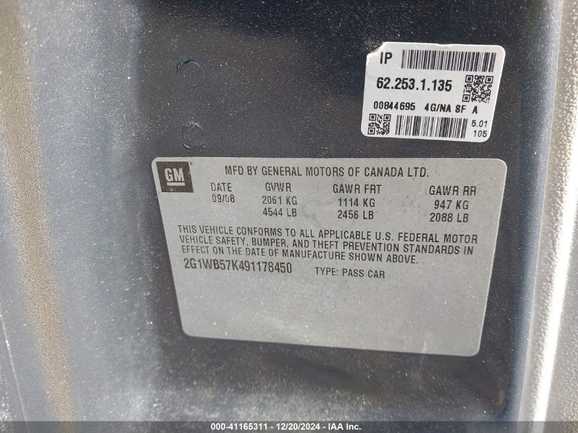 IP
62.253.1.135
00844695 4G/NA 8F A
5.01
105
GM
MFD BY GENERAL MOTORS OF CANADA LTD.
DATE GVWR GAWR FRT GAWR RR
09/08 2061 KG 1114 KG 947 KG
4544 LB 2456 LB 2088 LB
THIS VEHICLE CONFORMS TO ALL APPLICABLE U.S. FEDERAL MOTOR
VEHICLE SAFETY, BUMPER, AND THEFT PREVENTION STANDARDS IN
EFFECT ON THE DATE OF MANUFACTURE SHOWN ABOVE.
2G1WB57K491178450 TYPE: PASS CAR
000-41165311 - 12/20/2024 - IAA Inc.